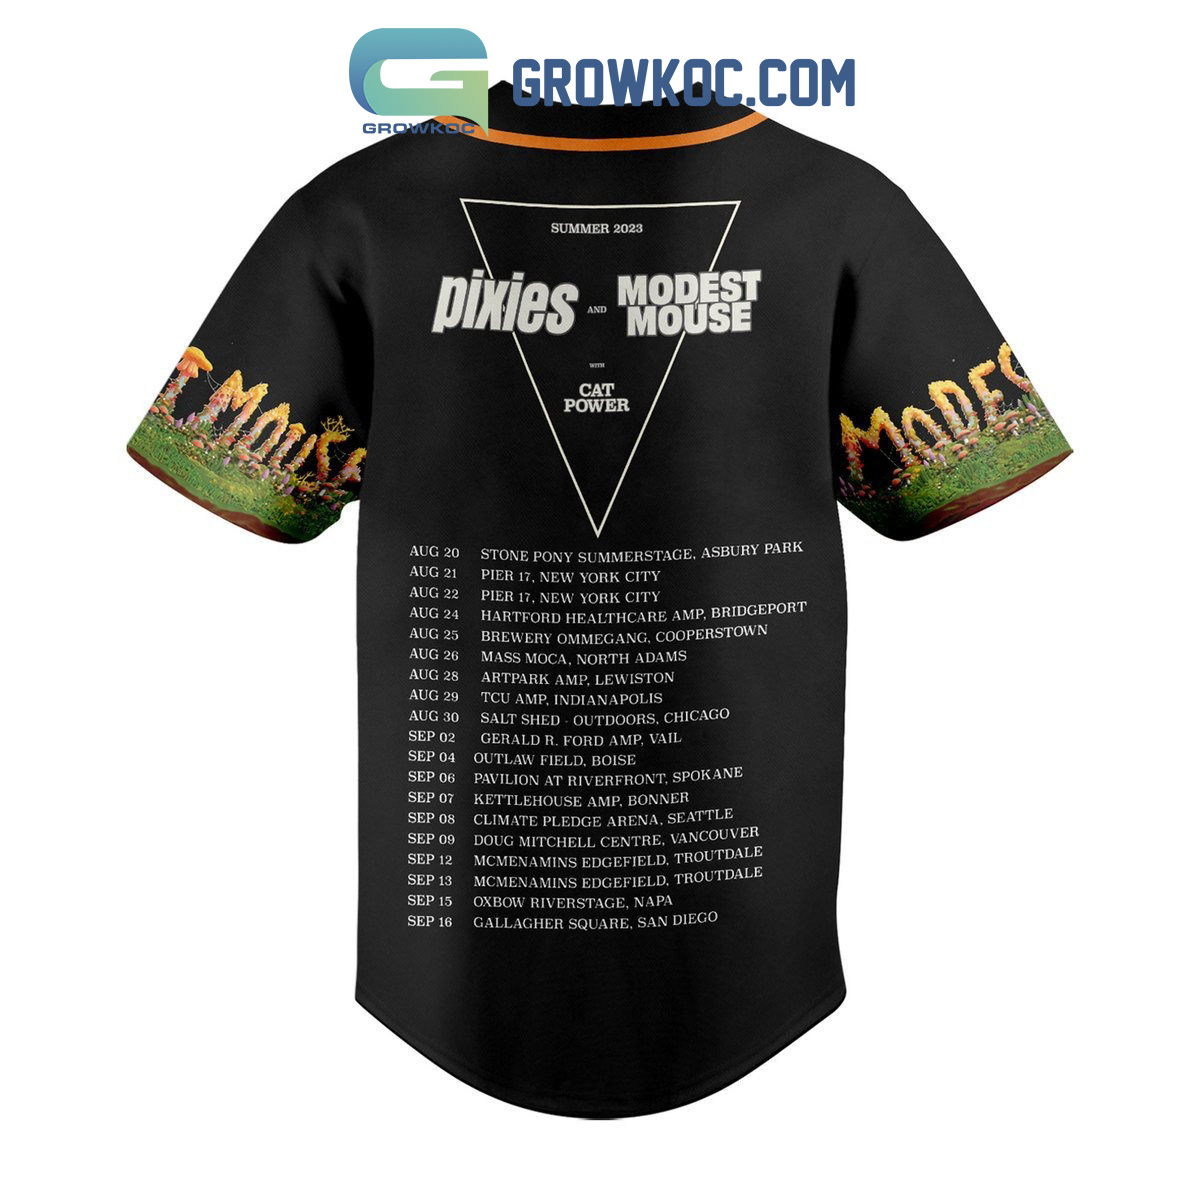 GROWKOC
GROWKOC.COM
SUMMER 2023
pixies AND MODEST MOUSE
WITH
CAT
POWER
T MOUSE
MODES
AUG 20 STONE PONY SUMMERSTAGE, ASBURY PARK
AUG 21 PIER 17, NEW YORK CITY
AUG 22 PIER 17, NEW YORK CITY
AUG 24 HARTFORD HEALTHCARE AMP, BRIDGEPORT
AUG 25 BREWERY OMMEGANG, COOPERSTOWN
AUG 26 MASS MOCA, NORTH ADAMS
AUG 28 ARTPARK AMP, LEWISTON
AUG 29 TCU AMP, INDIANAPOLIS
AUG 30 SALT SHED - OUTDOORS, CHICAGO
SEP 02 GERALD R. FORD AMP, VAIL
SEP 04 OUTLAW FIELD, BOISE
SEP 06 PAVILION AT RIVERFRONT, SPOKANE
SEP 07 KETTLEHOUSE AMP, BONNER
SEP 08 CLIMATE PLEDGE ARENA, SEATTLE
SEP 09 DOUG MITCHELL CENTRE, VANCOUVER
SEP 12 MCMENAMINS EDGEFIELD, TROUTDALE
SEP 13 MCMENAMINS EDGEFIELD, TROUTDALE
SEP 15 OXBOW RIVERSTAGE, NAPA
SEP 16 GALLAGHER SQUARE, SAN DIEGO